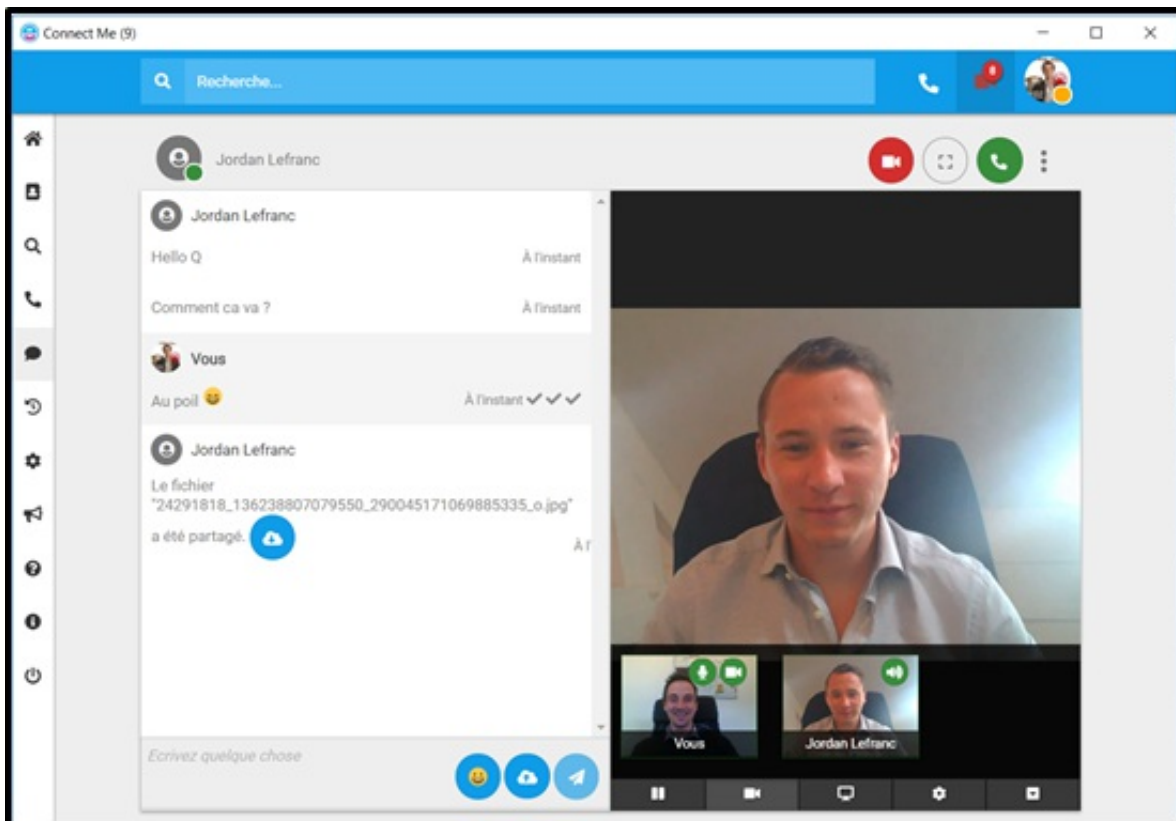 Connect Me (9)
Recherche...
Jordan Lefranc
Jordan Lefranc
Hello Q À l'instant
Comment ca va ? À l'instant
Vous
Au poil À l'instant
Jordan Lefranc
Le fichier
"24291818_136238807079550_290045171069885335_o.jpg"
a été partagé. À l'
Ecrivez quelque chose
Vous
Jordan Lefranc